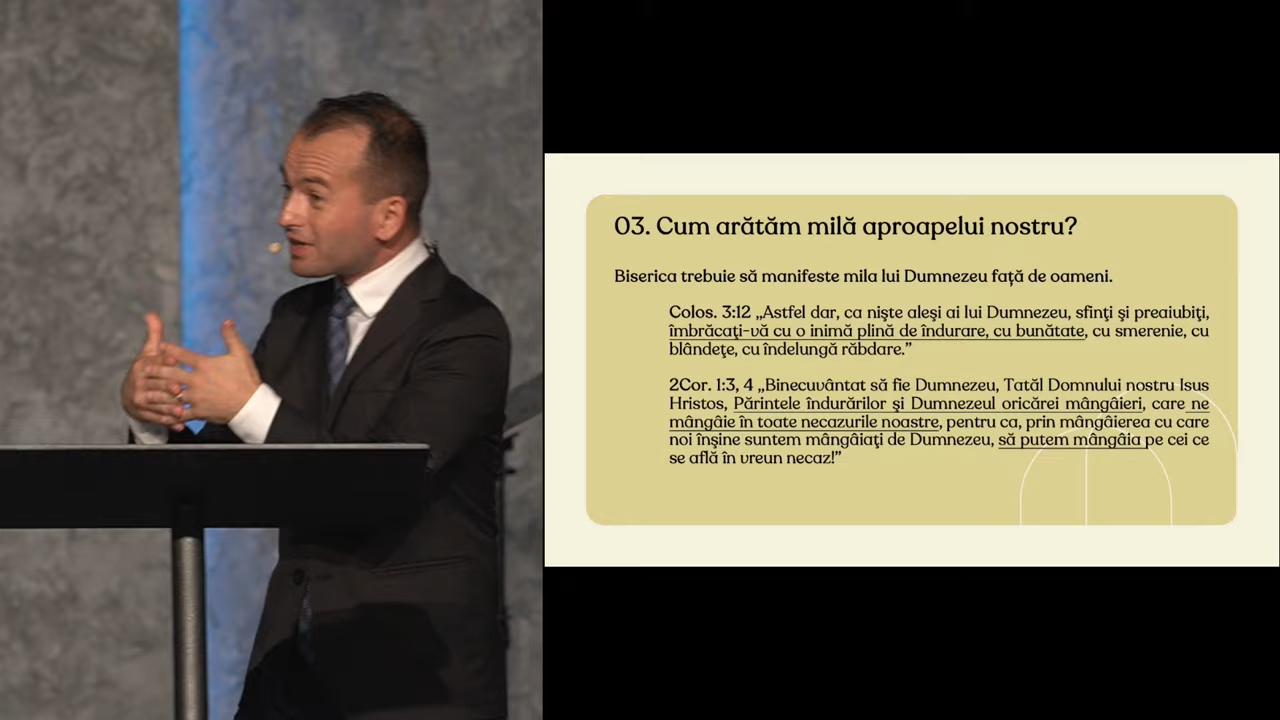 03. Cum arătăm milă aproapelui nostru?
Biserica trebuie să manifeste mila lui Dumnezeu față de oameni.
Colos. 3:12 „Astfel dar, ca nişte aleşi ai lui Dumnezeu, sfinţi şi preaiubiţi,
îmbrăcaţi-vă cu o inimă plină de îndurare, cu bunătate, cu smerenie, cu
blândeţe, cu îndelungă răbdare.”
2Cor. 1:3, 4 „Binecuvântat să fie Dumnezeu, Tatăl Domnului nostru Isus
Hristos, Părintele îndurărilor şi Dumnezeul oricărei mângâieri, care ne
mângâie în toate necazurile noastre, pentru ca, prin mângâierea cu care
noi înşine suntem mângâiaţi de Dumnezeu, să putem mângâia pe cei ce
se află în vreun necaz!”